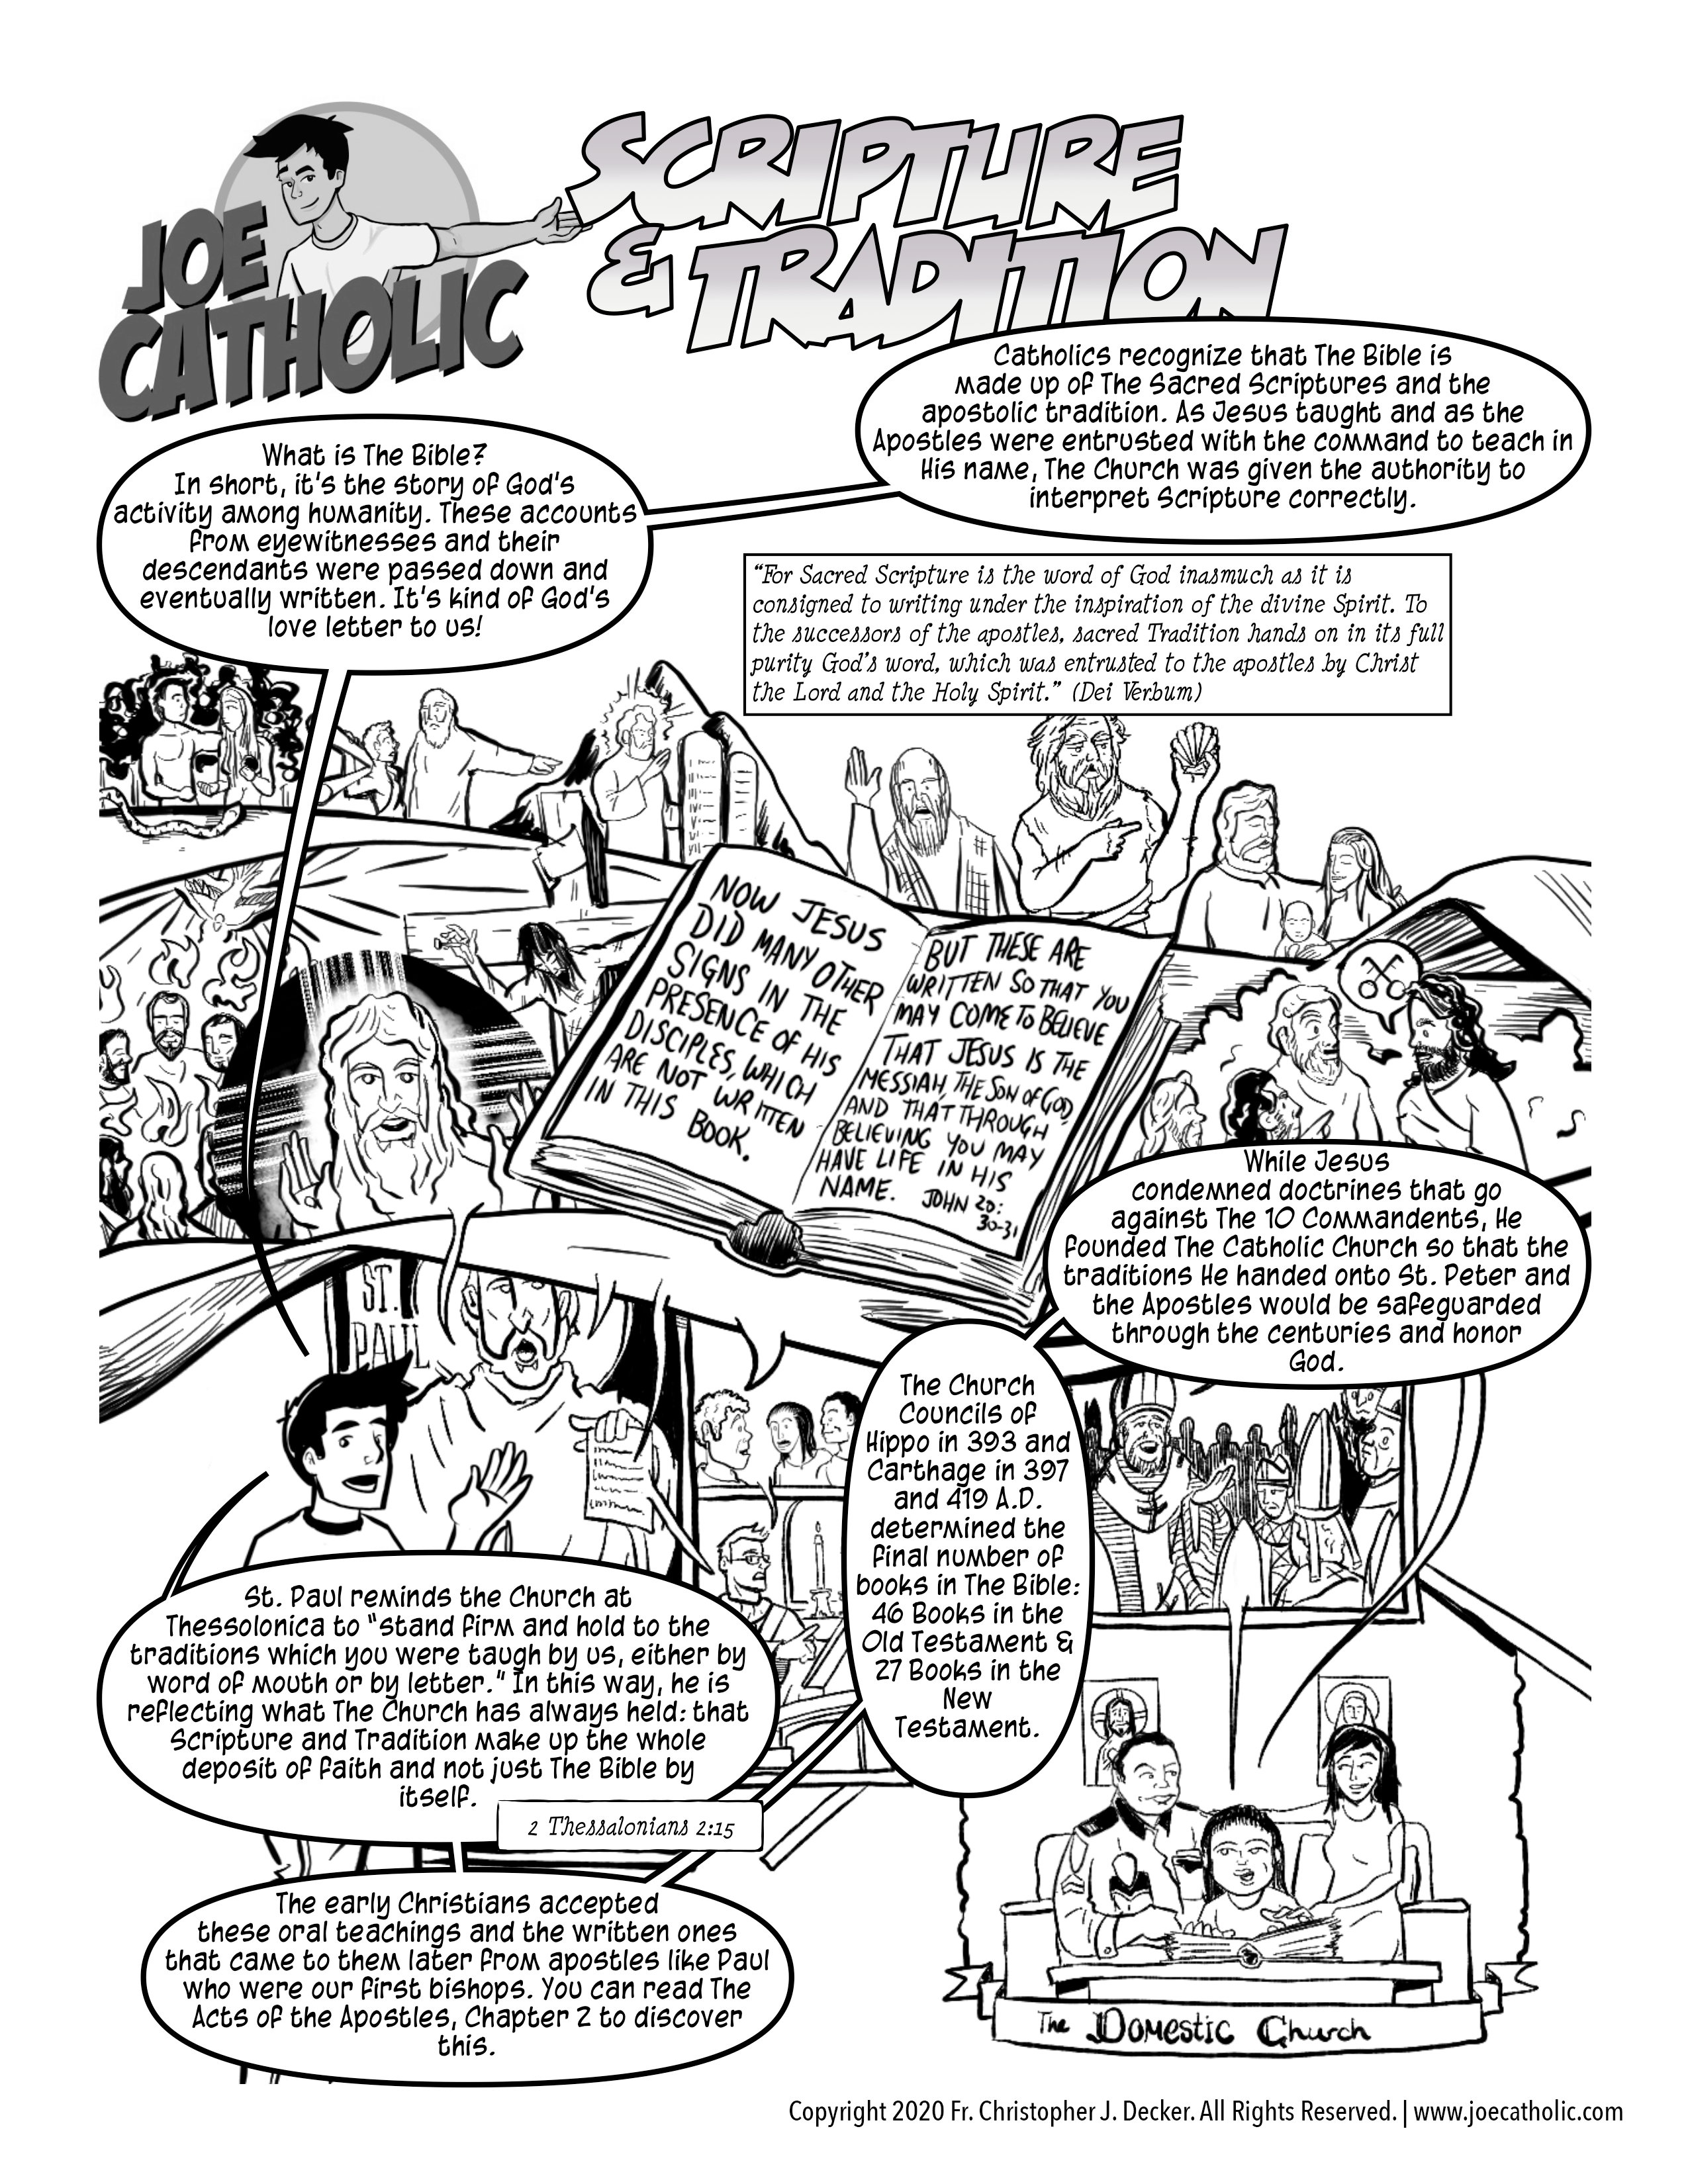 JOE
CATHOLIC
SCRIPTURE
& TRADITION
What is The Bible?
In short, it's the story of God's
activity among humanity. These accounts
from eyewitnesses and their
descendants were passed down and
eventually written. It's kind of God's
love letter to us!
Catholics recognize that The Bible is
made up of The Sacred Scriptures and the
apostolic tradition. As Jesus taught and as the
Apostles were entrusted with the command to teach in
His name, The Church was given the authority to
interpret Scripture correctly.
"For Sacred Scripture is the word of God inasmuch as it is
consigned to writing under the inspiration of the divine Spirit. To
the successors of the apostles, sacred Tradition hands on in its full
purity God's word, which was entrusted to the apostles by Christ
the Lord and the Holy Spirit." (Dei Verbum)
NOW JESUS
DID MANY OTHER
SIGNS IN THE
PRESENCE OF HIS
DISCIPLES, WHICH
ARE NOT WRITTEN
IN THIS BOOK.
BUT THESE ARE
WRITTEN SO THAT YOU
MAY COME TO BELIEVE
THAT JESUS IS THE
MESSIAH, THE SON OF GOD,
AND THAT THROUGH
BELIEVING YOU MAY
HAVE LIFE IN HIS
NAME. JOHN 20:
30-31
While Jesus
condemned doctrines that go
against The 10 Commandents, He
founded The Catholic Church so that the
traditions He handed onto St. Peter and
the Apostles would be safeguarded
through the centuries and honor
God.
ST.
PAUL
The Church
Councils of
Hippo in 393 and
Carthage in 397
and 419 A.D.
determined the
final number of
books in The Bible:
46 Books in the
Old Testament &
27 Books in the
New
Testament.
St. Paul reminds the Church at
Thessolonica to "stand firm and hold to the
traditions which you were taugh by us, either by
word of mouth or by letter." In this way, he is
reflecting what The Church has always held: that
Scripture and Tradition make up the whole
deposit of faith and not just The Bible by
itself.
2 Thessalonians 2:15
The early Christians accepted
these oral teachings and the written ones
that came to them later from apostles like Paul
who were our first bishops. You can read The
Acts of the Apostles, Chapter 2 to discover
this.
The Domestic Church
Copyright 2020 Fr. Christopher J. Decker. All Rights Reserved. | www.joecatholic.com